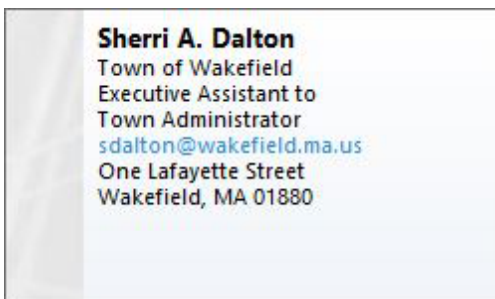 Sherri A. Dalton
Town of Wakefield
Executive Assistant to
Town Administrator
sdalton@wakefield.ma.us
One Lafayette Street
Wakefield, MA 01880